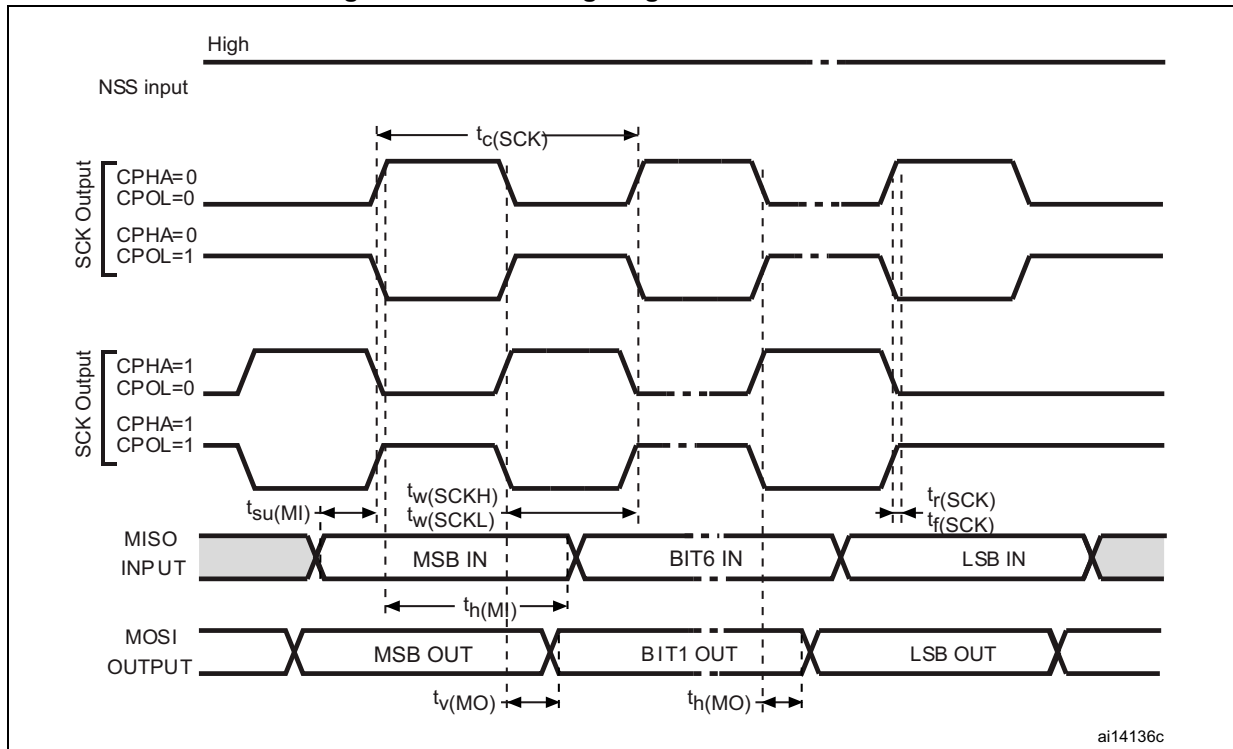 High
NSS input
tc(SCK)
SCK Output
CPHA=0
CPOL=0
CPHA=0
CPOL=1
SCK Output
CPHA=1
CPOL=0
CPHA=1
CPOL=1
tsu(MI)
tw(SCKH)
tw(SCKL)
tr(SCK)
tf(SCK)
MISO
INPUT
MSB IN
BIT6 IN
LSB IN
th(MI)
MOSI
OUTPUT
MSB OUT
BIT1 OUT
LSB OUT
tv(MO)
th(MO)
ai14136c